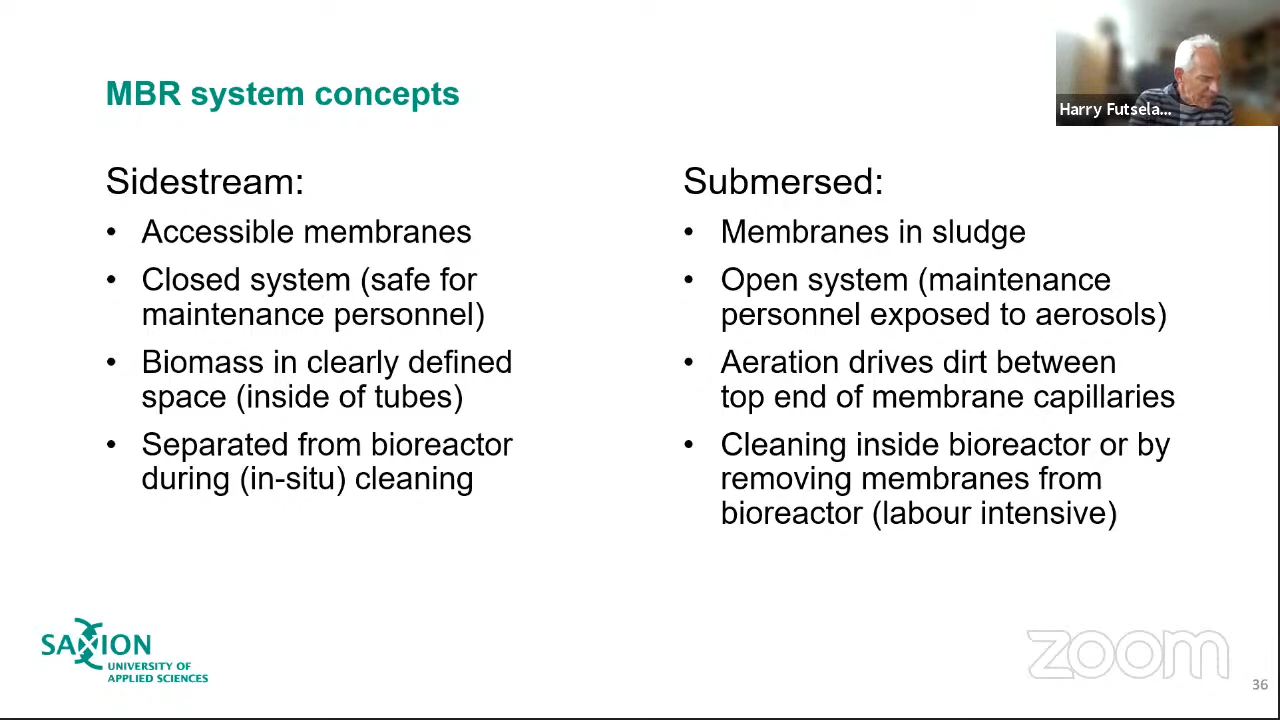 MBR system concepts
Harry Futsela...
Sidestream:
• Accessible membranes
• Closed system (safe for
maintenance personnel)
• Biomass in clearly defined
space (inside of tubes)
• Separated from bioreactor
during (in-situ) cleaning
Submersed:
• Membranes in sludge
• Open system (maintenance
personnel exposed to aerosols)
• Aeration drives dirt between
top end of membrane capillaries
• Cleaning inside bioreactor or by
removing membranes from
bioreactor (labour intensive)
SAXION
UNIVERSITY OF
APPLIED SCIENCES
zoom
36